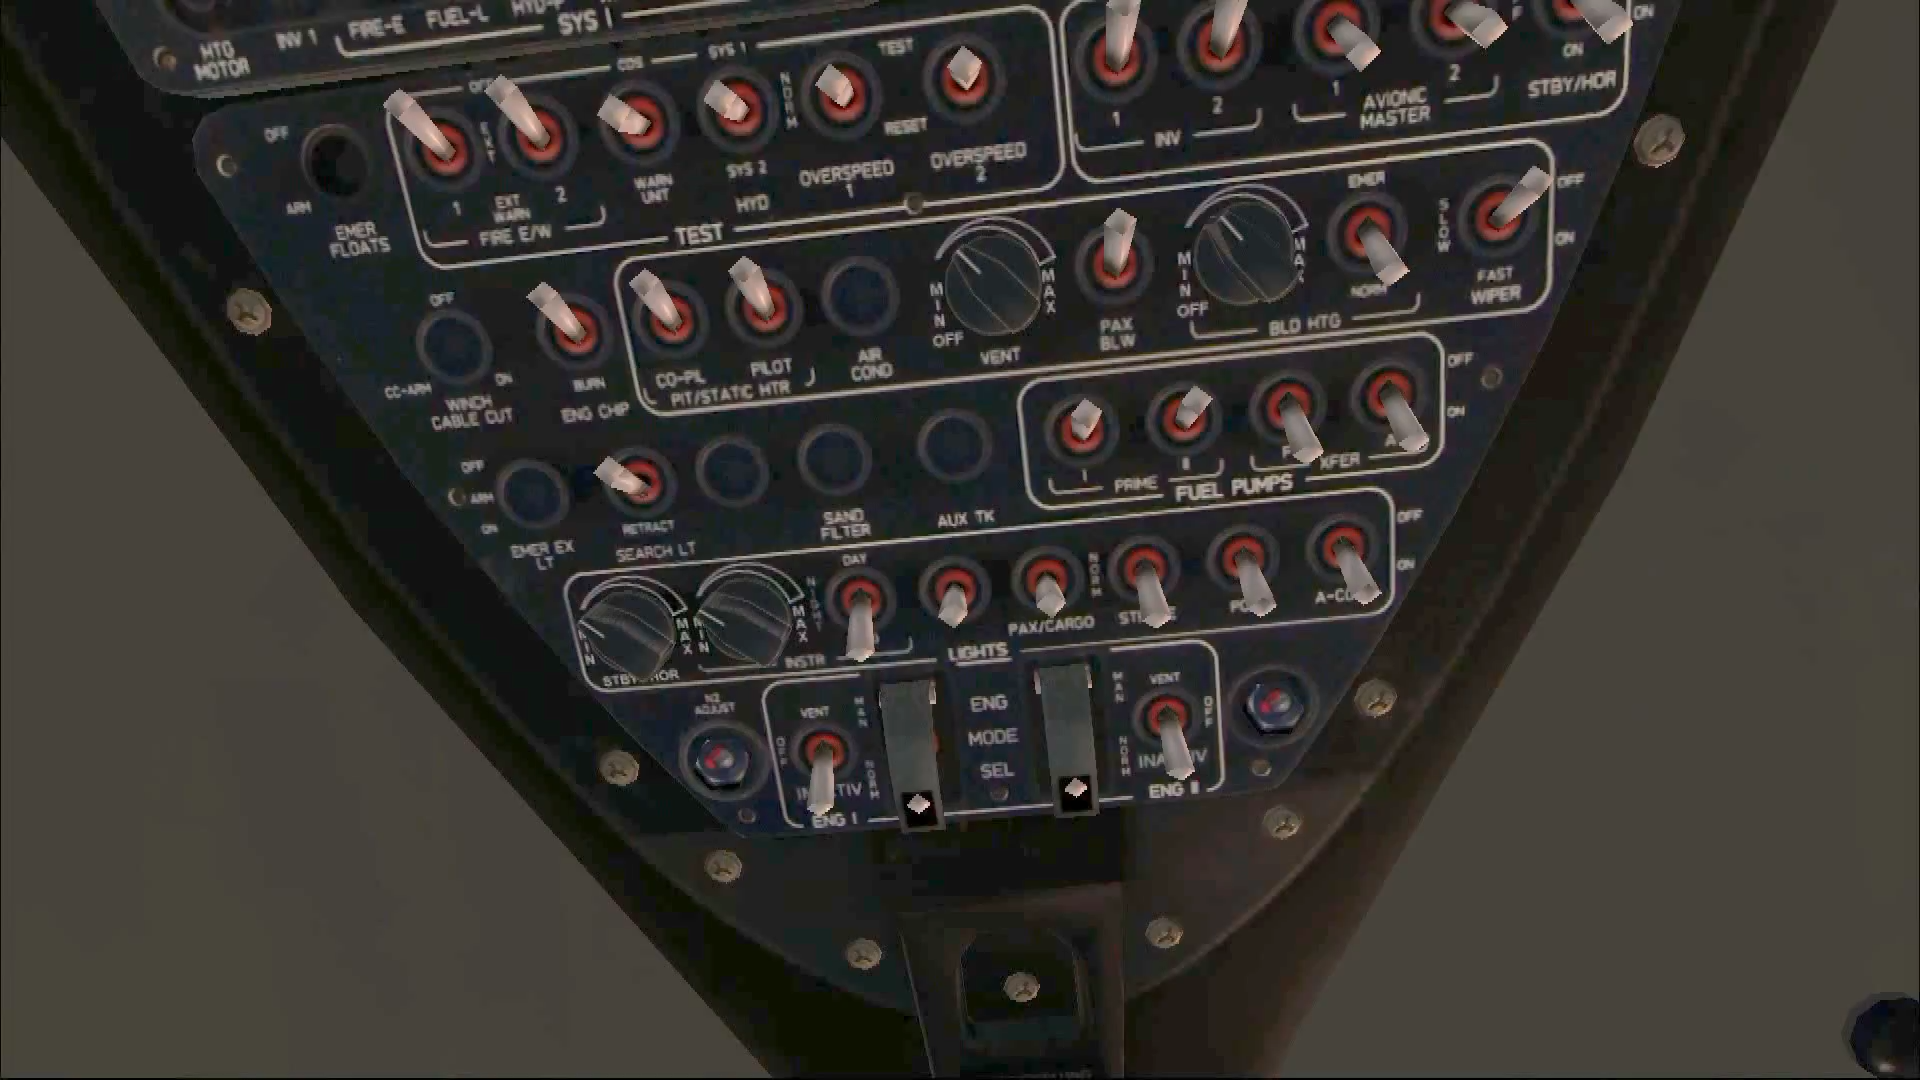 MTG
MOTOR
INV 1
FIRE-E
FUEL-L
HYD-P
SYS I
OFF
ARM
EMER
FLOATS
OFF
EXT
1
EXT
WARN
2
FIRE E/W
CDS
WARN
UNIT
SYS 1
SYS 2
HYD
NORM
TEST
RESET
OVERSPEED
1
OVERSPEED
2
TEST
1
2
INV
1
2
AVIONIC
MASTER
ON
ON
STBY/HOR
OFF
CC-ARM
ON
WINCH
CABLE CUT
BURN
ENG CHIP
CO-PIL
PILOT
PIT/STATIC HTR
AIR
COND
MIN
MAX
OFF
VENT
PAX
BLW
MIN
MAX
OFF
EMER
NORM
BLD HTG
SLOW
OFF
ON
FAST
WIPER
OFF
ARM
ON
EMER EX
LT
RETRACT
SEARCH LT
SAND
FILTER
AUX TK
I
II
PRIME
XFER
OFF
ON
FUEL PUMPS
MAX
MAX
INSTR
DAY
NIGHT
PAX/CARGO
NORM
OFF
ON
LIGHTS
N2
ADJUST
VENT
OFF
MAN
NORM
ENG I
ENG
MODE
SEL
MAN
NORM
VENT
OFF
ENG II